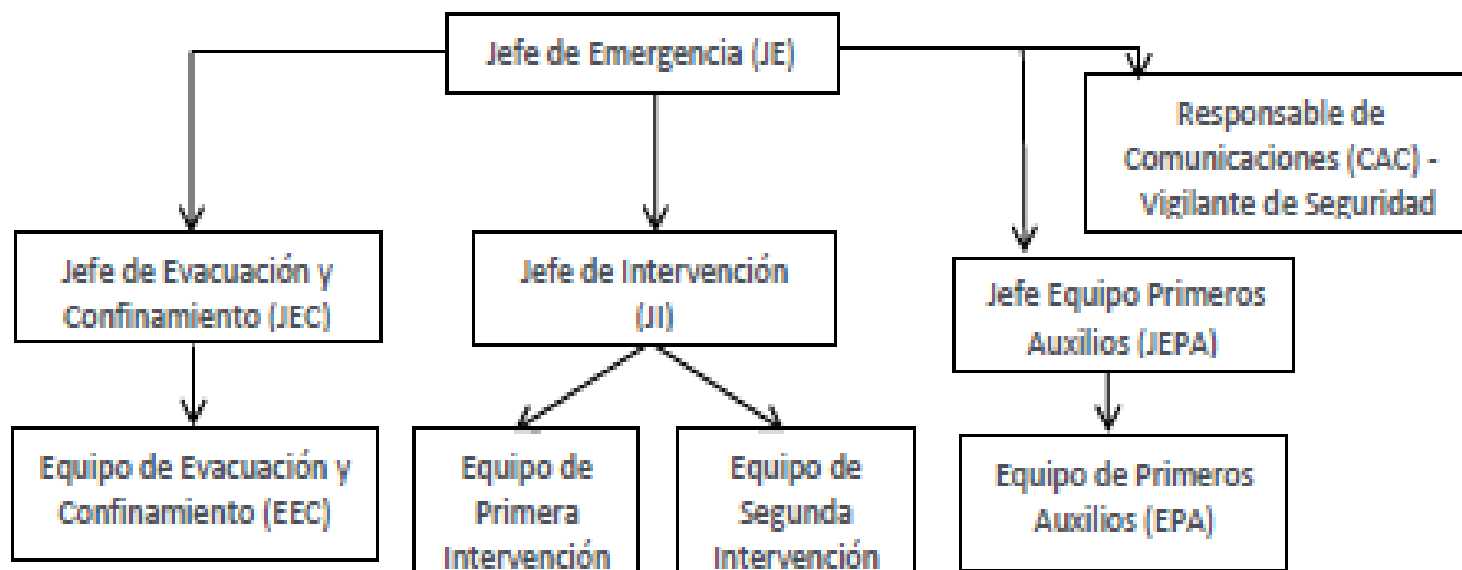 Jefe de Emergencia (JE)
Responsable de
Comunicaciones (CAC) -
Vigilante de Seguridad
Jefe de Evacuación y
Confinamiento (JEC)
Jefe de Intervención
(JI)
Jefe Equipo Primeros
Auxilios (JEPA)
Equipo de Evacuación y
Confinamiento (EEC)
Equipo de
Primera
Intervención
Equipo de
Segunda
Intervención
Equipo de Primeros
Auxilios (EPA)